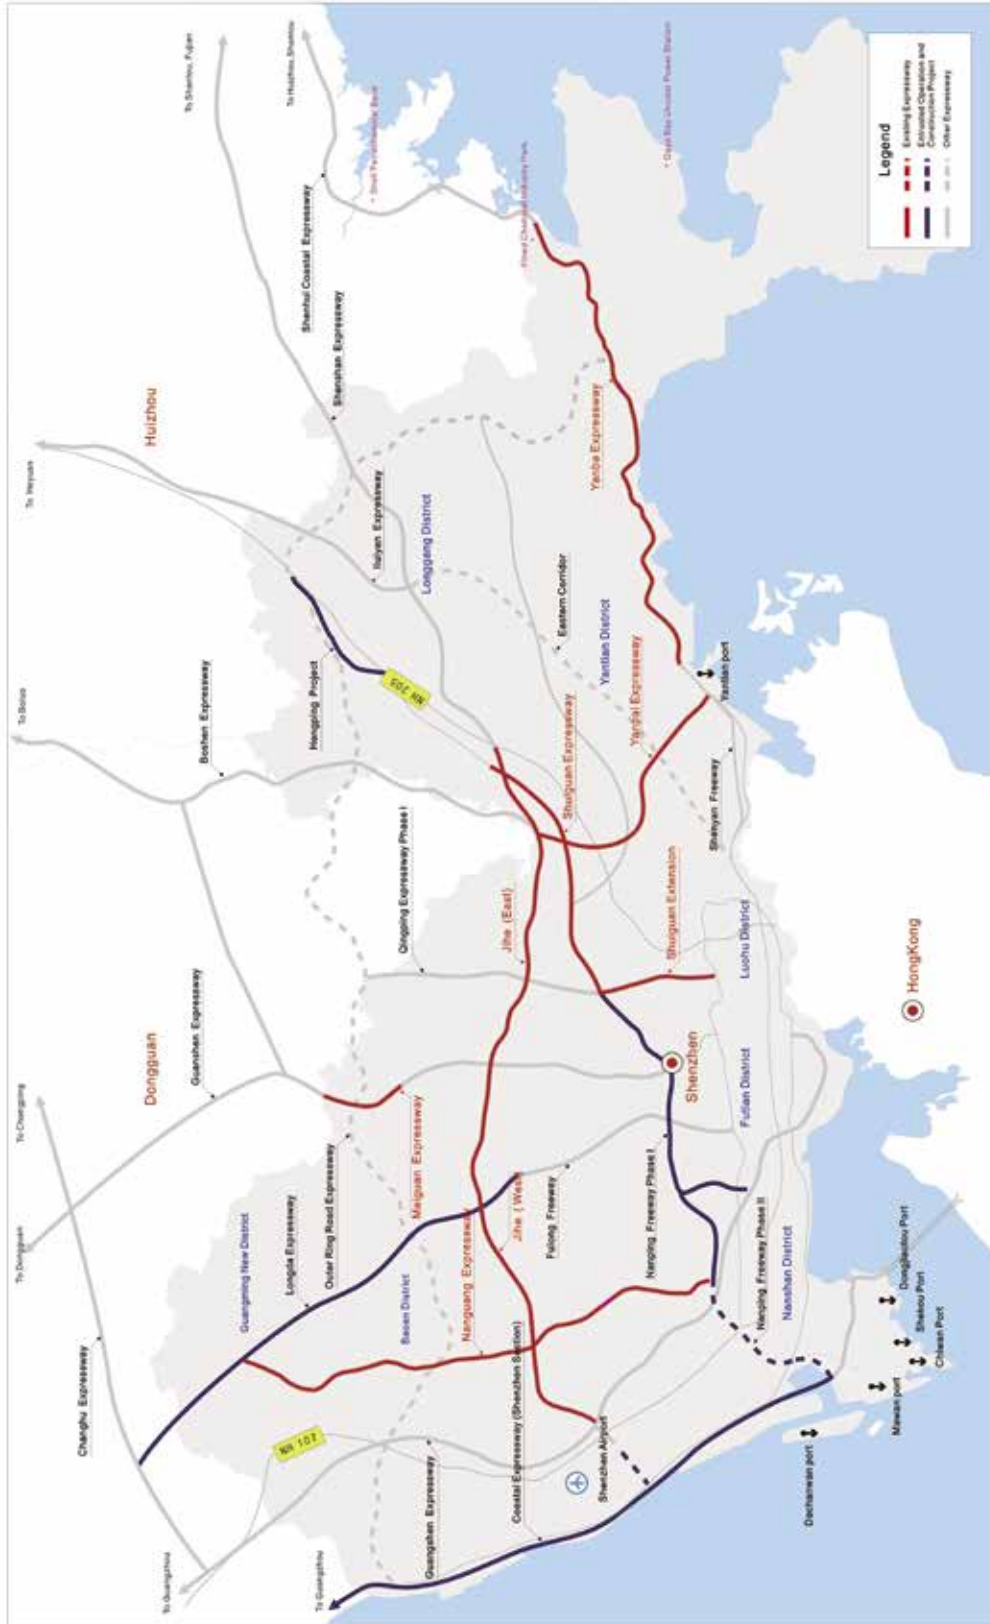 To Shantou, Fujian
To Huizhou, Shantou
Shenhui Coastal Expressway
Shenshan Expressway
Huizhou
To Heyuan
Longgang District
Yanba Expressway
Legend
Existing Expressway
Entrusted Operation and
Construction Project
Other Expressway
Eastern Corridor
Yantian District
Hengping Project
NH 205
Boshen Expressway
To Boluo
Shuiguan Expressway
Yanpai Expressway
Yantian port
Shenyan Freeway
Qingping Expressway Phase I
Jihe (East)
Shuiguan Extension
Luohu District
HongKong
Guanshen Expressway
Dongguan
To Changping
To Dongguan
Shenzhen
Futian District
Meiguan Expressway
Outer Ring Road Expressway
Longda Expressway
Guangming New District
Jihe ( West)
Fulong Freeway
Nanping Freeway Phase I
Nanping Freeway Phase II
Nanshan District
Nanguang Expressway
Baoan District
Changhu Expressway
NH 107
Coastal Expressway (Shenzhen Section)
Guangshen Expressway
Shenzhen Airport
Dongjiaotou Port
Shekou Port
Chiwan Port
Mawan port
Dachanwan port
To Guangzhou
To Guangzhou